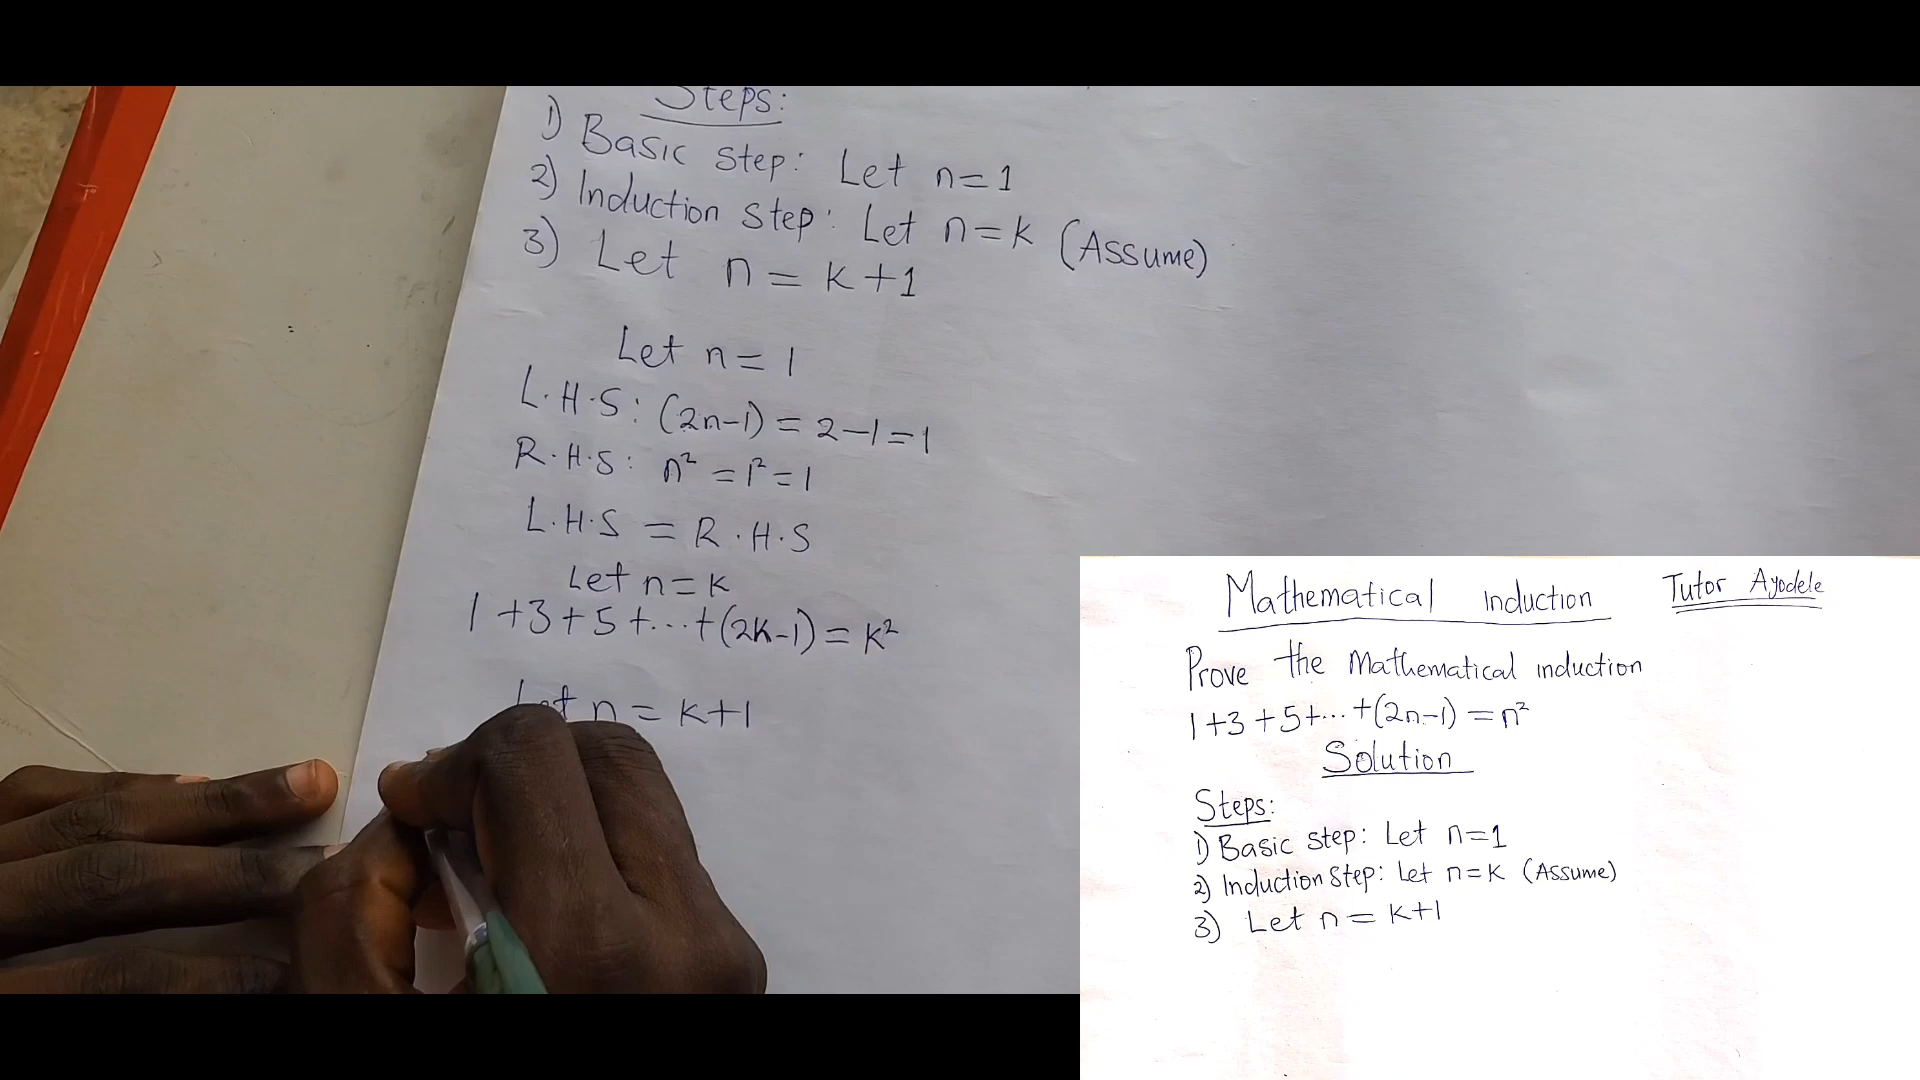 Steps:
1) Basic step: Let n=1
2) Induction step: Let n=k (Assume)
3) Let n = k+1
Let n = 1
L.H.S: (2n-1) = 2-1=1
R.H.S: n² = 1² = 1
L.H.S = R.H.S
Let n=k
1+3+5+...+(2k-1) = k²
Let n = k+1
Mathematical induction
Tutor Ayodele
Prove the Mathematical induction
1+3+5+...+(2n-1) = n²
Solution
Steps:
1) Basic step: Let n=1
2) Induction step: Let n=k (Assume)
3) Let n = k+1